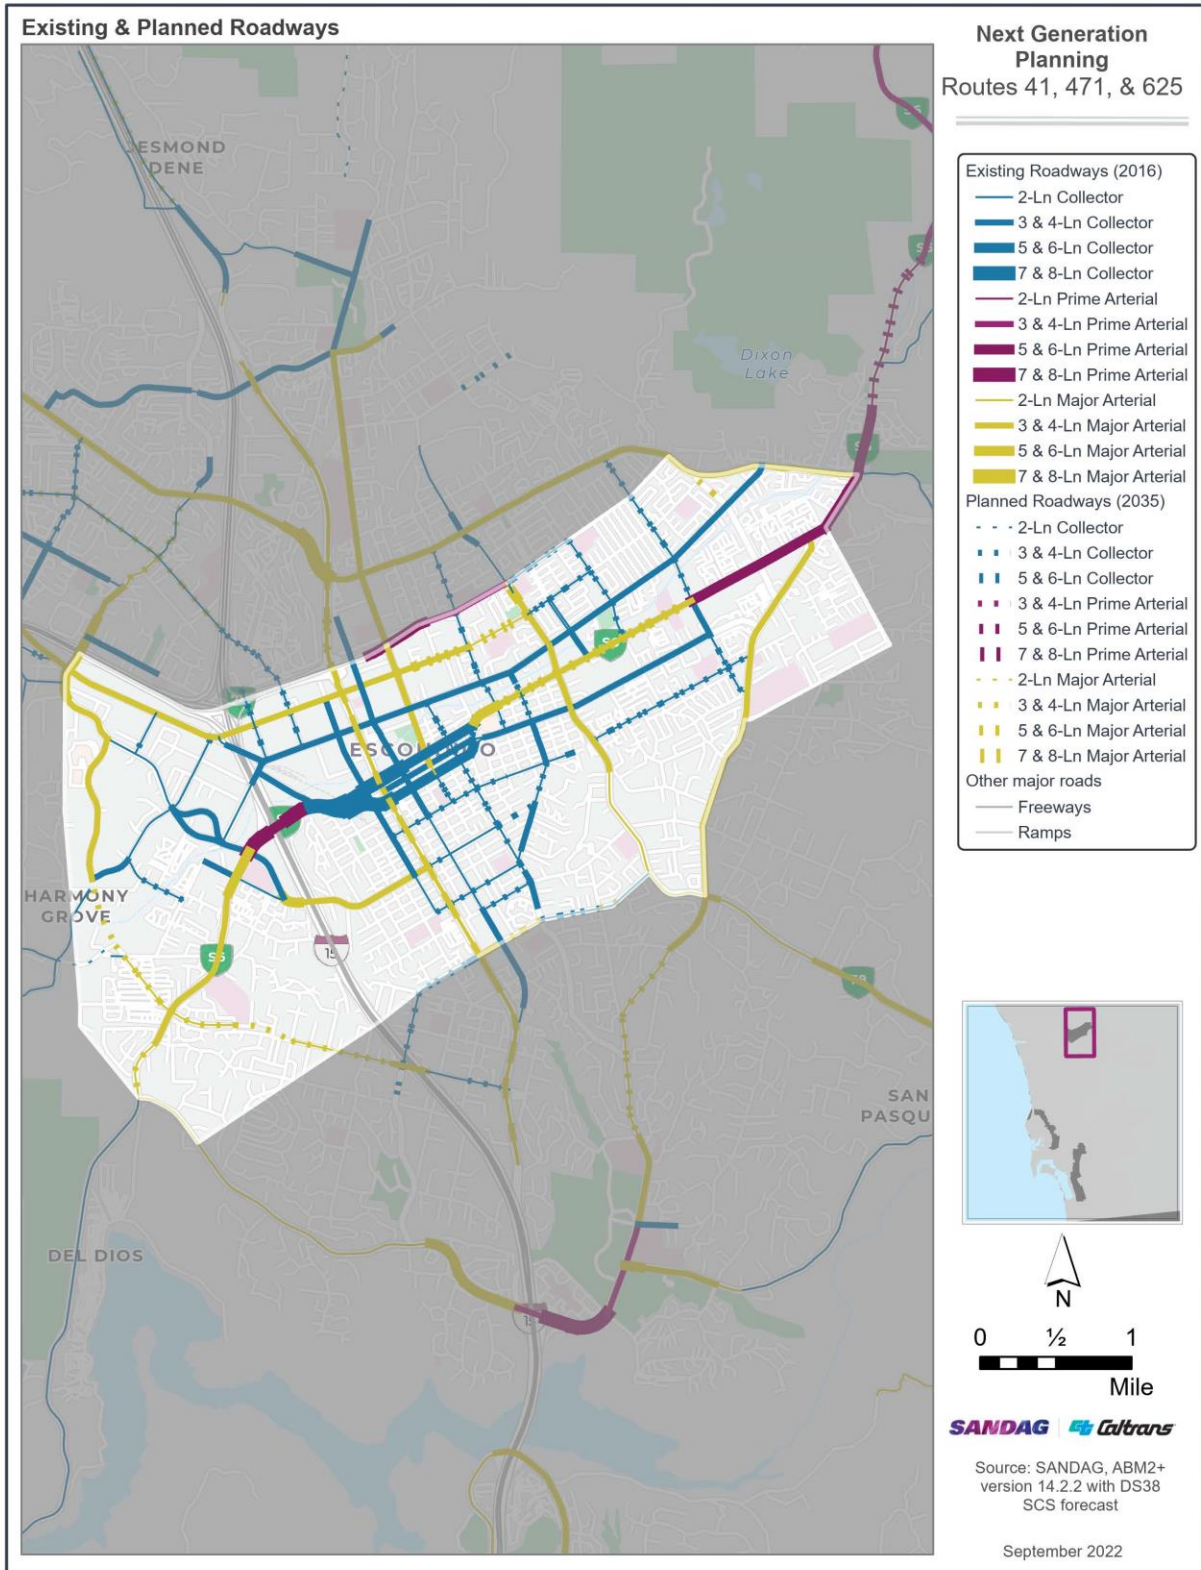 Existing & Planned Roadways
Next Generation
Planning
Routes 41, 471, & 625
Existing Roadways (2016)
2-Ln Collector
3 & 4-Ln Collector
5 & 6-Ln Collector
7 & 8-Ln Collector
2-Ln Prime Arterial
3 & 4-Ln Prime Arterial
5 & 6-Ln Prime Arterial
7 & 8-Ln Prime Arterial
2-Ln Major Arterial
3 & 4-Ln Major Arterial
5 & 6-Ln Major Arterial
7 & 8-Ln Major Arterial
Planned Roadways (2035)
2-Ln Collector
3 & 4-Ln Collector
5 & 6-Ln Collector
3 & 4-Ln Prime Arterial
5 & 6-Ln Prime Arterial
7 & 8-Ln Prime Arterial
2-Ln Major Arterial
3 & 4-Ln Major Arterial
5 & 6-Ln Major Arterial
7 & 8-Ln Major Arterial
Other major roads
Freeways
Ramps
JESMOND
DENE
Dixon
Lake
HARMONY
GROVE
S6
15
78
SAN
PASQU
DEL DIOS
15
N
0 ½ 1
Mile
SANDAG
Caltrans
Source: SANDAG, ABM2+
version 14.2.2 with DS38
SCS forecast
September 2022